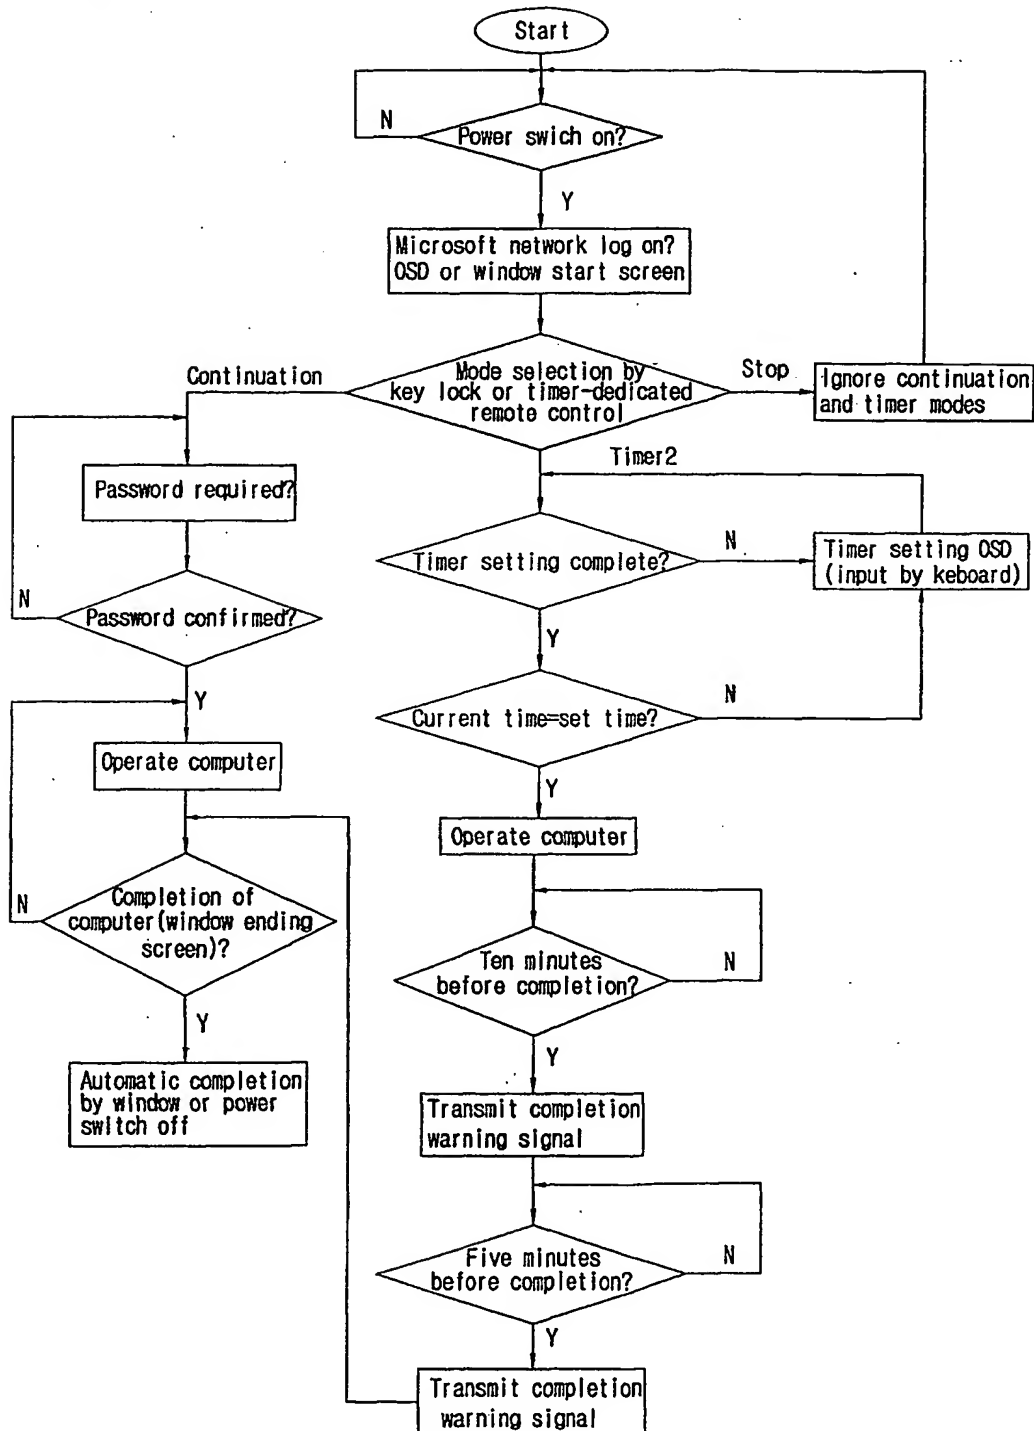 Start
N
Power swich on?
Y
Microsoft network log on?
OSD or window start screen
Continuation
Mode selection by
key lock or timer-dedicated
remote control
Stop
Ignore continuation
and timer modes
Timer2
Password required?
Timer setting complete?
N
Timer setting OSD
(input by keboard)
N
Password confirmed?
Y
Y
Current time=set time?
N
Operate computer
Y
Operate computer
N
Completion of
computer(window ending
screen)?
Ten minutes
before completion?
N
Y
Y
Automatic completion
by window or power
switch off
Transmit completion
warning signal
Five minutes
before completion?
N
Y
Transmit completion
warning signal